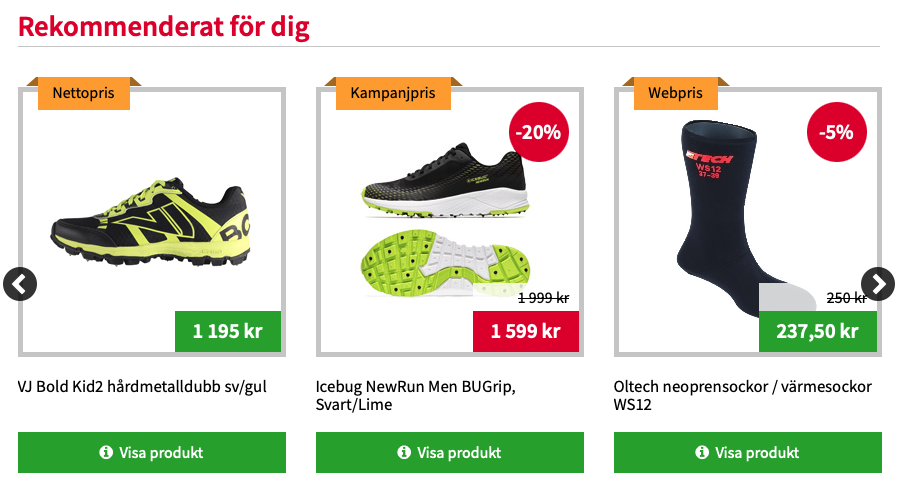 Rekommenderat för dig
Nettopris
1 195 kr
VJ Bold Kid2 hårdmetalldubb sv/gul
Visa produkt
Kampanjpris
-20%
1 999 kr
1 599 kr
Icebug NewRun Men BUGrip,
Svart/Lime
Visa produkt
Webpris
-5%
TECH
WS12
37-39
250 kr
237,50 kr
Oltech neoprensockor / värmesockor
WS12
Visa produkt